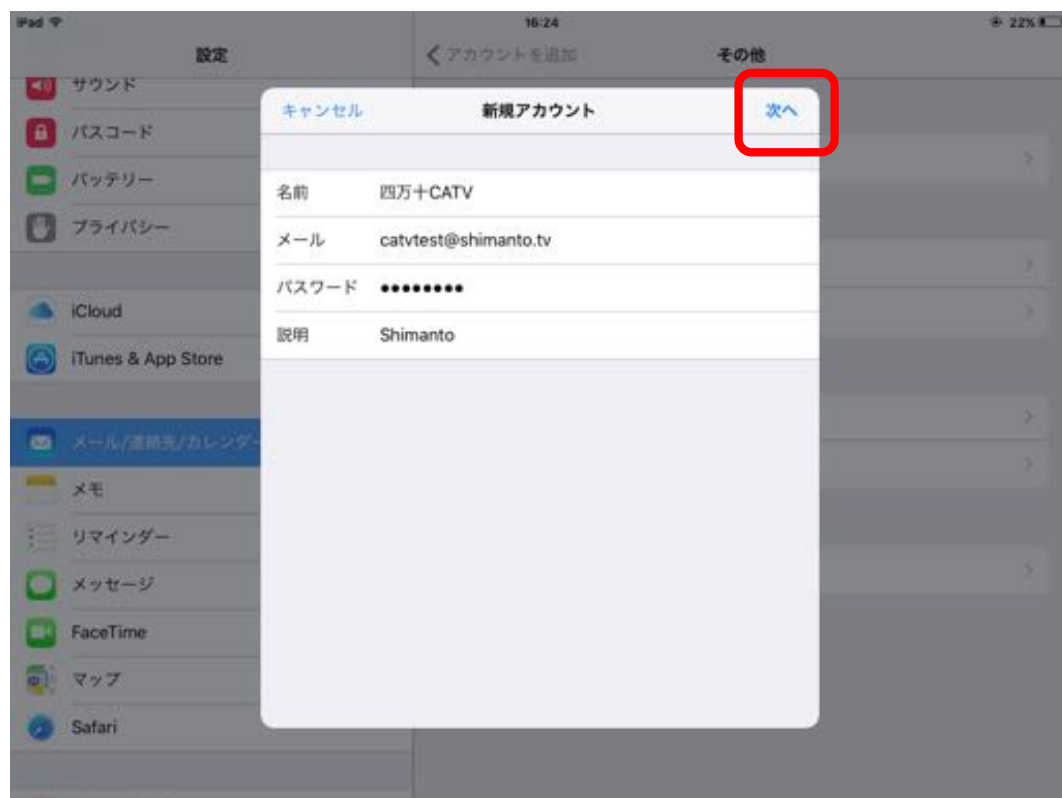 iPad 16:24 22%
設定
アカウントを追加 その他
サウンド
パスコード
バッテリー
プライバシー
iCloud
iTunes & App Store
メール/連絡先/カレンダー
メモ
リマインダー
メッセージ
FaceTime
マップ
Safari
キャンセル 新規アカウント 次へ
名前 四万十CATV
メール catvtest@shimanto.tv
パスワード ●●●●●●●●
説明 Shimanto